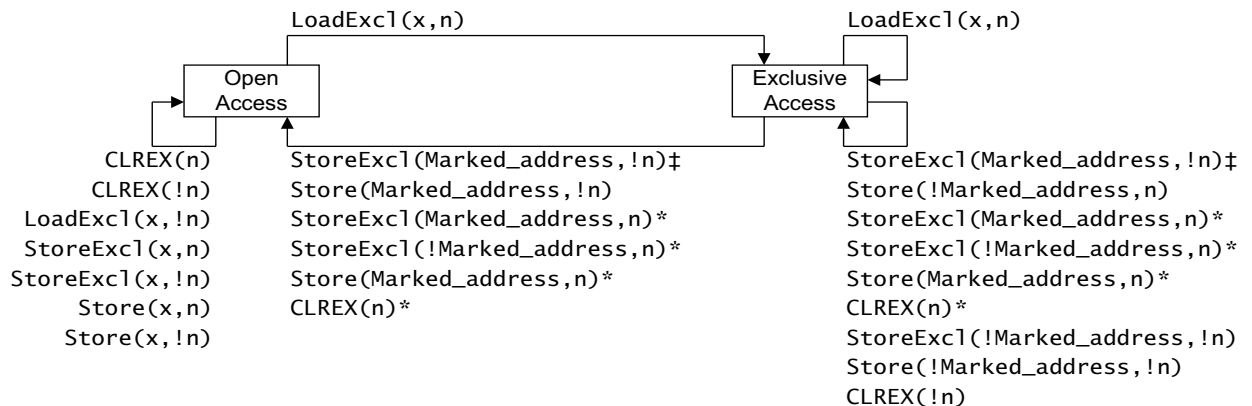 LoadExcl(x,n)
LoadExcl(x,n)
Open
Access
Exclusive
Access
CLREX(n)
CLREX(!n)
LoadExcl(x,!n)
StoreExcl(x,n)
StoreExcl(x,!n)
Store(x,n)
Store(x,!n)
StoreExcl(Marked_address,!n)‡
Store(Marked_address,!n)
StoreExcl(Marked_address,n)*
StoreExcl(!Marked_address,n)*
Store(Marked_address,n)*
CLREX(n)*
StoreExcl(Marked_address,!n)‡
Store(!Marked_address,n)
StoreExcl(Marked_address,n)*
StoreExcl(!Marked_address,n)*
Store(Marked_address,n)*
CLREX(n)*
StoreExcl(!Marked_address,!n)
Store(!Marked_address,!n)
CLREX(!n)